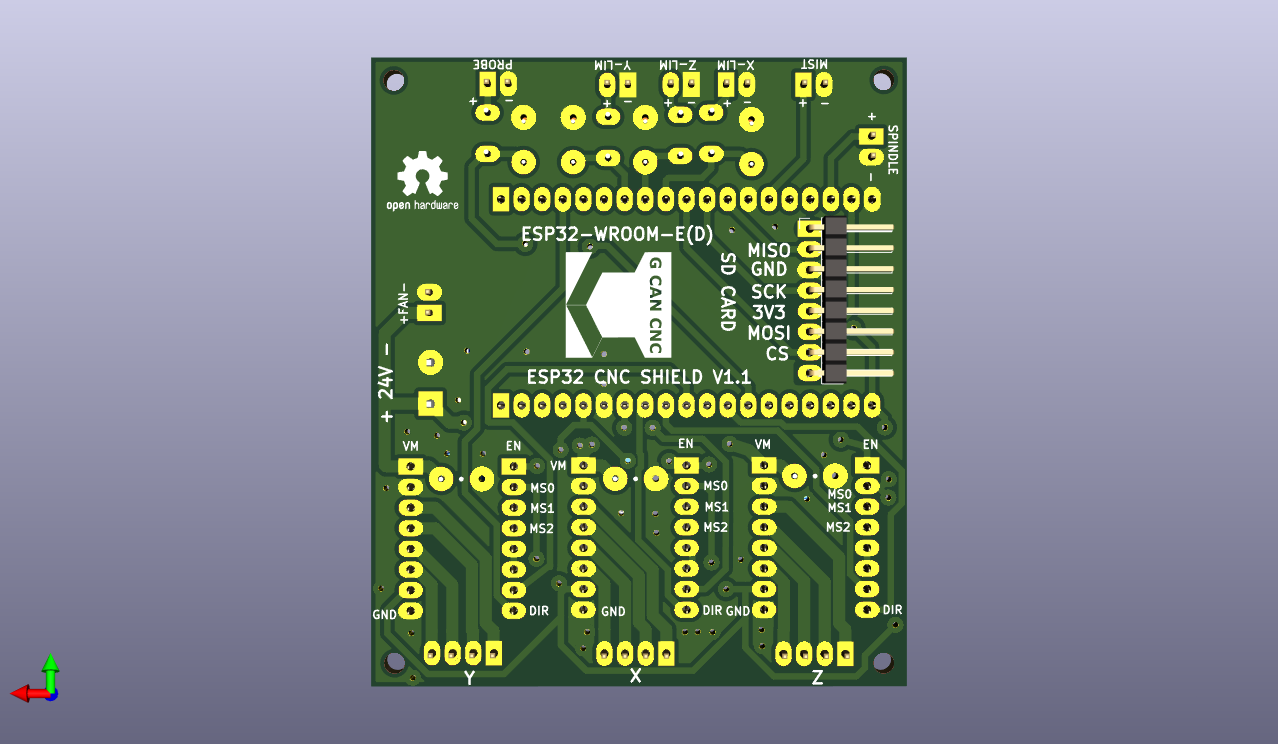 PROBE
Y-LIM
Z-LIM
X-LIM
MIST
+ -
+ -
+ -
+ -
+ -
+
SPINDLE
-
open hardware
ESP32-WROOM-E(D)
G CAN CNC
SD CARD
MISO
GND
SCK
3V3
MOSI
CS
+FAN-
+ 24V -
ESP32 CNC SHIELD V1.1
VM
EN
MS0
MS1
MS2
GND
DIR
Y
VM
EN
MS0
MS1
MS2
GND
DIR
X
VM
EN
MS0
MS1
MS2
GND
DIR
Z